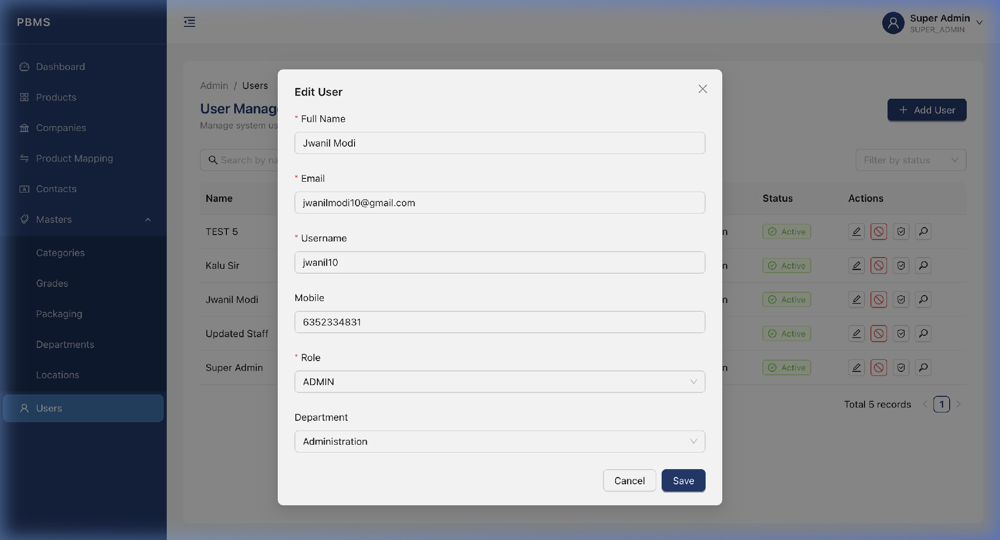 PBMS
Super Admin
SUPER_ADMIN
Dashboard
Products
Companies
Product Mapping
Contacts
Masters
Categories
Grades
Packaging
Departments
Locations
Users
Admin / Users
User Manag
Manage system us
+ Add User
Search by na
Filter by status
Name
Status
Actions
TEST 5
n
Active
Kalu Sir
n
Active
Jwanil Modi
n
Active
Updated Staff
Active
Super Admin
n
Active
Total 5 records
1
Edit User
* Full Name
Jwanil Modi
* Email
jwanilmodi10@gmail.com
* Username
jwanil10
Mobile
6352334831
* Role
ADMIN
Department
Administration
Cancel
Save